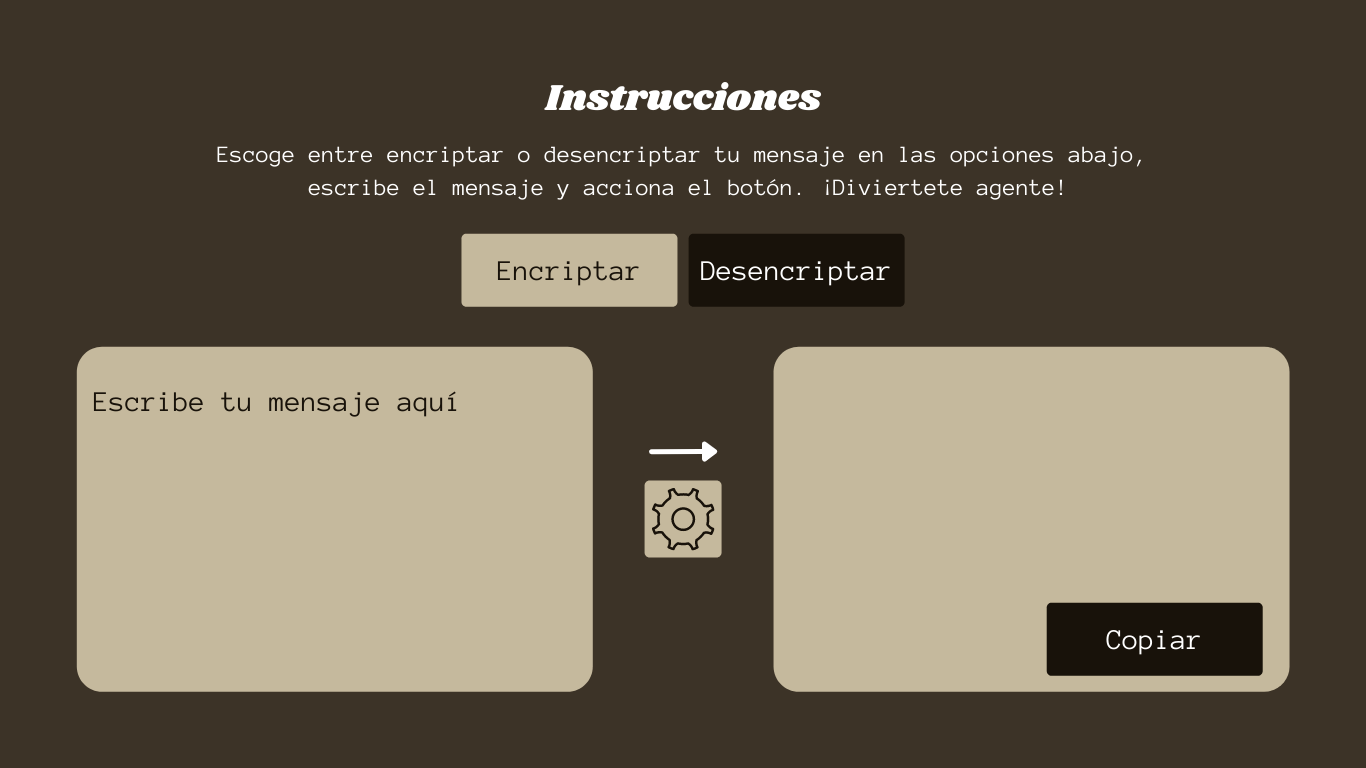 Instrucciones
Escoge entre encriptar o desencriptar tu mensaje en las opciones abajo,
escribe el mensaje y acciona el botón. ¡Diviertete agente!
Encriptar
Desencriptar
Escribe tu mensaje aquí
Copiar